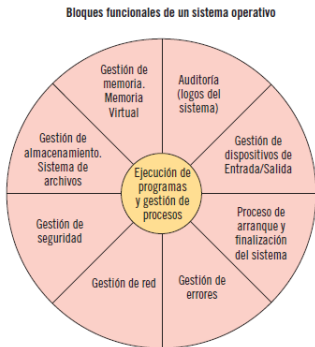 Bloques funcionales de un sistema operativo
Gestión de
memoria.
Memoria
Virtual
Auditoría
(logos del
sistema)
Gestión de
dispositivos de
Entrada/Salida
Proceso de
arranque y
finalización
del sistema
Gestión de
errores
Gestión de red
Gestión de
seguridad
Gestión de
almacenamiento.
Sistema de
archivos
Ejecución de
programas
y gestión de
procesos